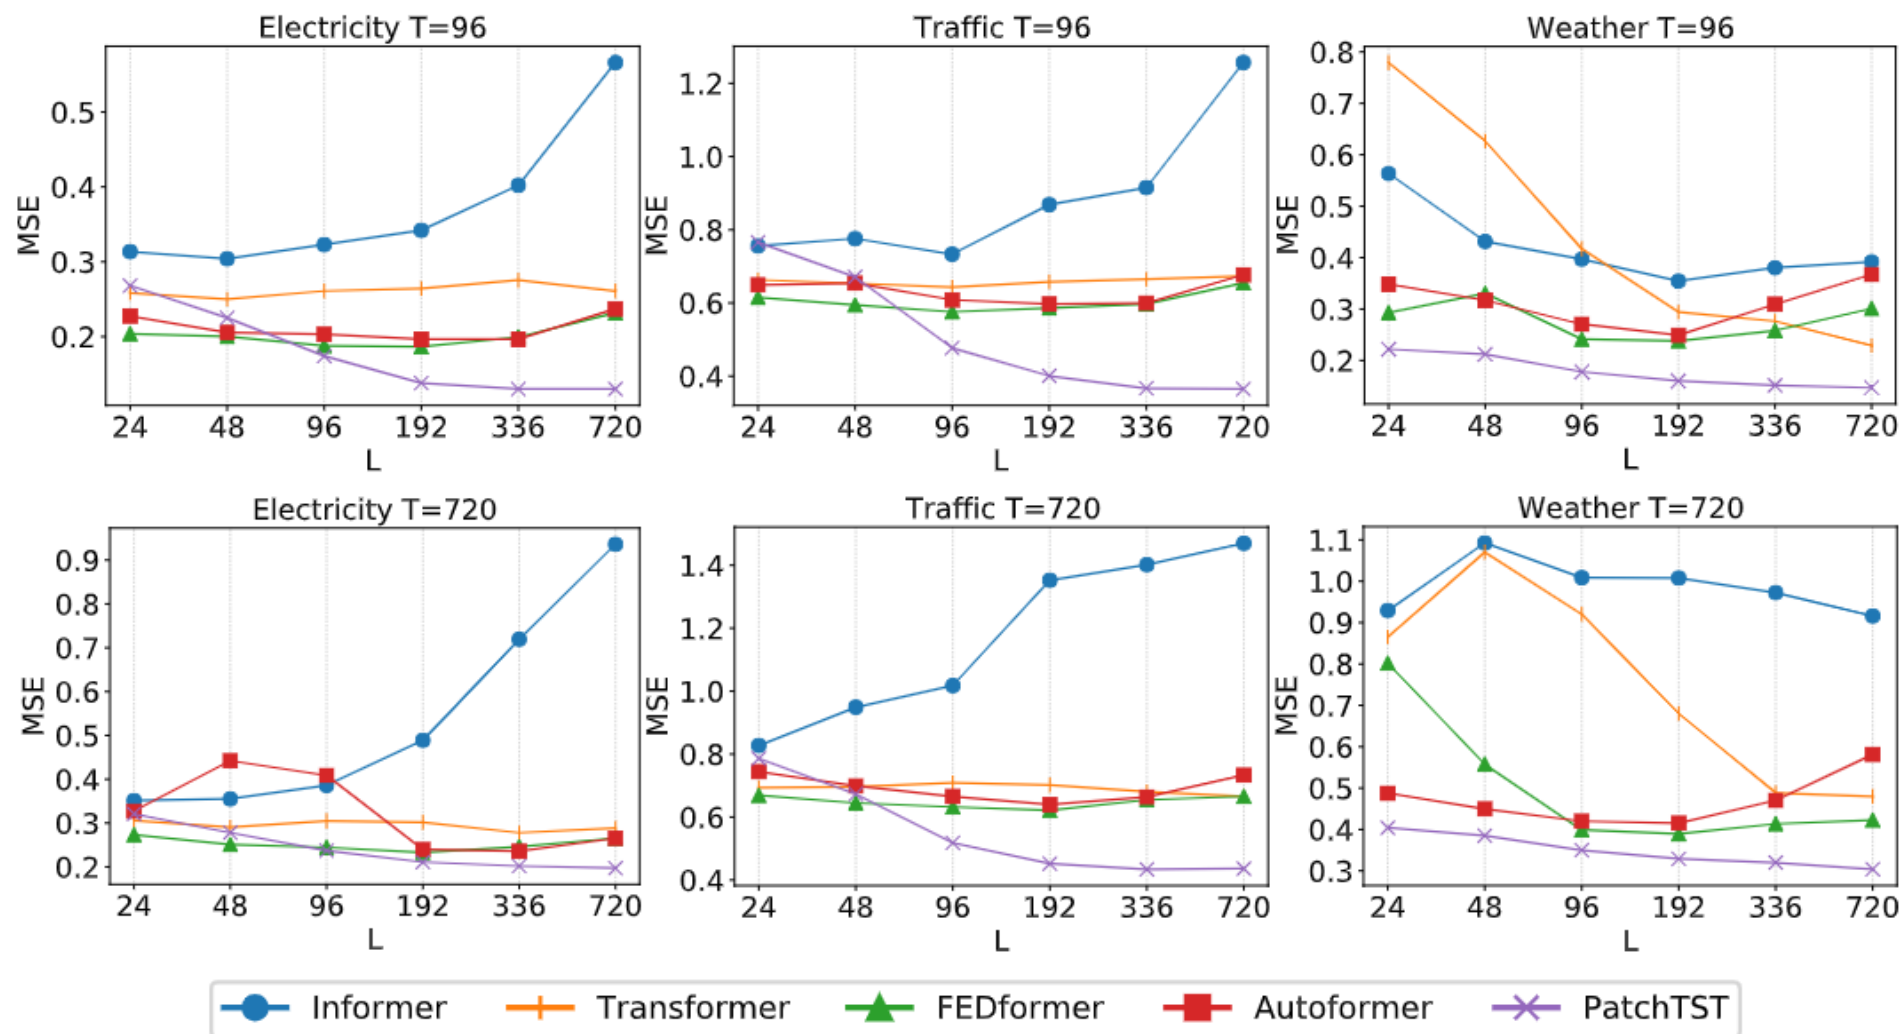 Electricity T=96
MSE
0.5
0.4
0.3
0.2
24 48 96 192 336 720
L
Traffic T=96
MSE
1.2
1.0
0.8
0.6
0.4
24 48 96 192 336 720
L
Weather T=96
MSE
0.8
0.7
0.6
0.5
0.4
0.3
0.2
24 48 96 192 336 720
L
Electricity T=720
MSE
0.9
0.8
0.7
0.6
0.5
0.4
0.3
0.2
24 48 96 192 336 720
L
Traffic T=720
MSE
1.4
1.2
1.0
0.8
0.6
0.4
24 48 96 192 336 720
L
Weather T=720
MSE
1.1
1.0
0.9
0.8
0.7
0.6
0.5
0.4
0.3
24 48 96 192 336 720
L
Informer Transformer FEDformer Autoformer PatchTST